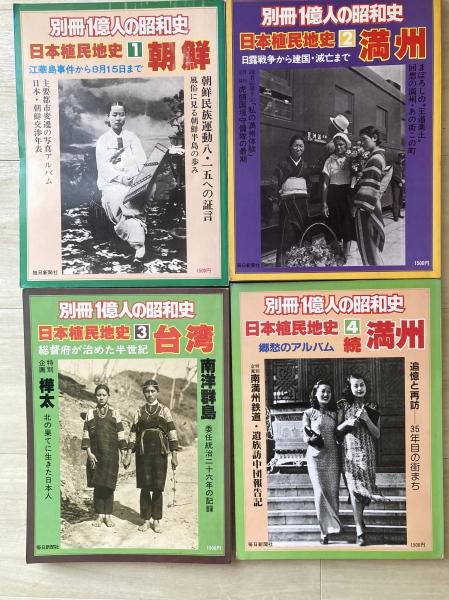 別冊1億人の昭和史
日本植民地史 1 朝鮮
江華島事件から8月15日まで
朝鮮民族運動八・一五への証言
風俗に見る朝鮮半島の歩み
主要都市変遷の写真アルバム
日本・朝鮮交渉年表
毎日新聞社
1500円
別冊1億人の昭和史
日本植民地史 2 満州
日露戦争から建国・滅亡まで
まぼろしの"王道楽土"
回想の満州・あの街この町
虎頭国境守備隊の最期
毎日新聞社
1500円
別冊1億人の昭和史
日本植民地史 3 台湾
総督府が治めた半世紀
南洋群島 委任統治二十六年の記録
特別企画 樺太 北の果てに生きた日本人
毎日新聞社
1500円
別冊1億人の昭和史
日本植民地史 4 続 満州
郷愁のアルバム
追憶と再訪──35年目の街まち
南満州鉄道・遺族訪中団報告記
毎日新聞社
1500円